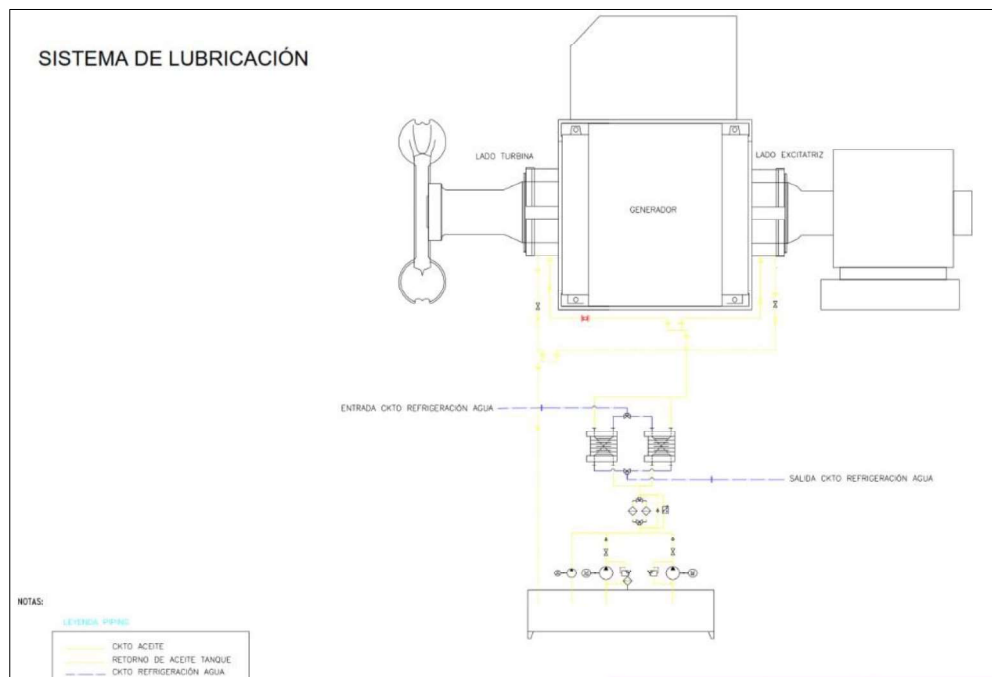 SISTEMA DE LUBRICACIÓN
LADO TURBINA
LADO EXCITATRIZ
GENERADOR
ENTRADA CKTO REFRIGERACIÓN AGUA
SALIDA CKTO REFRIGERACIÓN AGUA
NOTAS:
LEYENDA PIPING
CKTO ACEITE
RETORNO DE ACEITE TANQUE
CKTO REFRIGERACIÓN AGUA